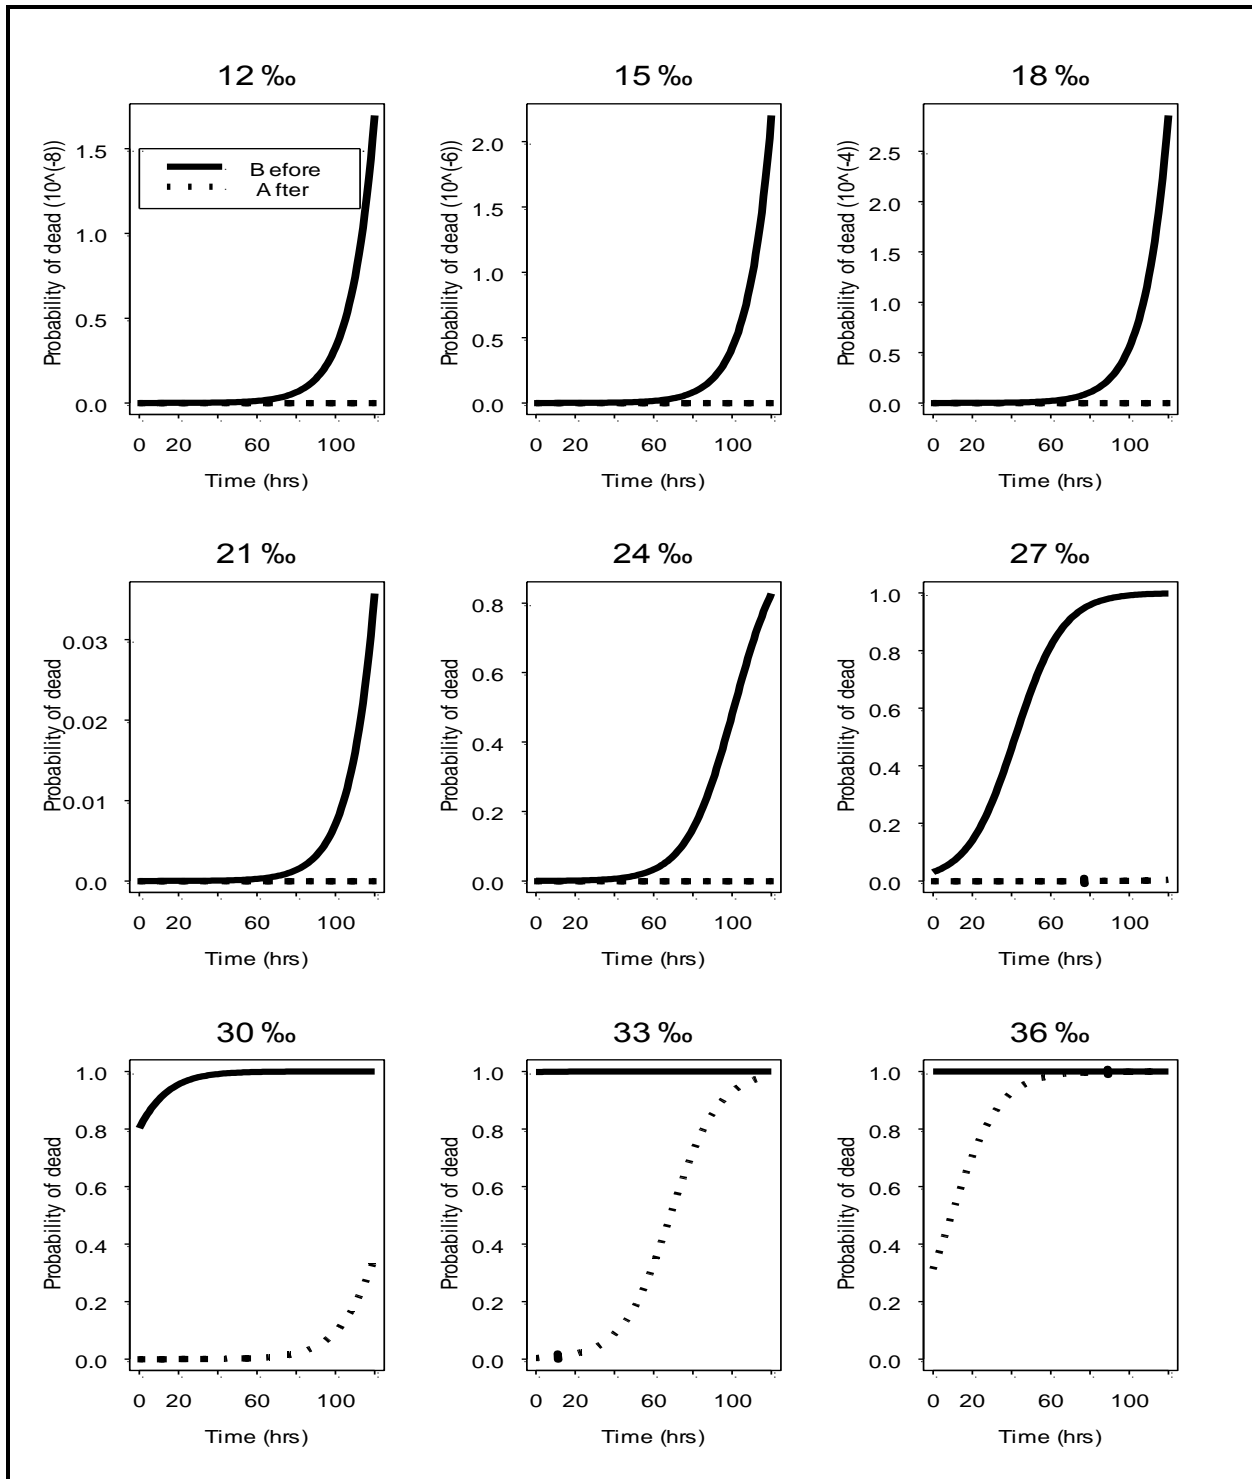 12 ‰
15 ‰
18 ‰
Probability of dead (10^(-8))
1.5
1.0
0.5
0.0
B efore
A fter
0 20 60 100
Time (hrs)
Probability of dead (10^(-6))
2.0
1.5
1.0
0.5
0.0
0 20 60 100
Time (hrs)
Probability of dead (10^(-4))
2.5
2.0
1.0
0.5
0.0
0 20 60 100
Time (hrs)
21 ‰
24 ‰
27 ‰
Probability of dead
0.03
0.02
0.01
0.0
0 20 60 100
Time (hrs)
Probability of dead
0.8
0.6
0.4
0.2
0.0
0 20 60 100
Time (hrs)
Probability of dead
1.0
0.8
0.6
0.4
0.2
0.0
0 20 60 100
Time (hrs)
30 ‰
33 ‰
36 ‰
Probability of dead
1.0
0.8
0.6
0.4
0.2
0.0
0 20 60 100
Time (hrs)
Probability of dead
1.0
0.8
0.6
0.4
0.2
0.0
0 20 60 100
Time (hrs)
Probability of dead
1.0
0.8
0.6
0.4
0.2
0.0
0 20 60 100
Time (hrs)